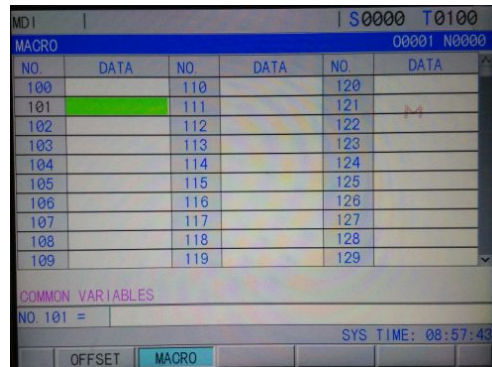 MDI S0000 T0100
MACRO O0001 N0000
NO. DATA NO. DATA NO. DATA
100 110 120
101 111 121
102 112 122
103 113 123
104 114 124
105 115 125
106 116 126
107 117 127
108 118 128
109 119 129
COMMON VARIABLES
NO. 101 =
SYS TIME: 08:57:43
OFFSET MACRO